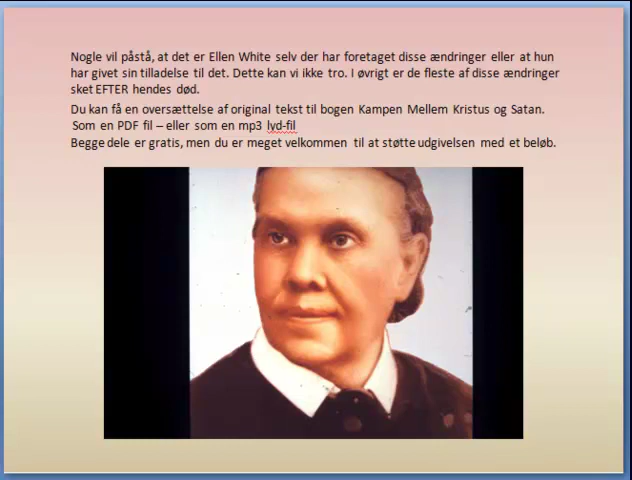 Nogle vil påstå, at det er Ellen White selv der har foretaget disse ændringer eller at hun
har givet sin tilladelse til det. Dette kan vi ikke tro. I øvrigt er de fleste af disse ændringer
sket EFTER hendes død.
Du kan få en oversættelse af original tekst til bogen Kampen Mellem Kristus og Satan.
Som en PDF fil – eller som en mp3 lyd-fil
Begge dele er gratis, men du er meget velkommen til at støtte udgivelsen med et beløb.